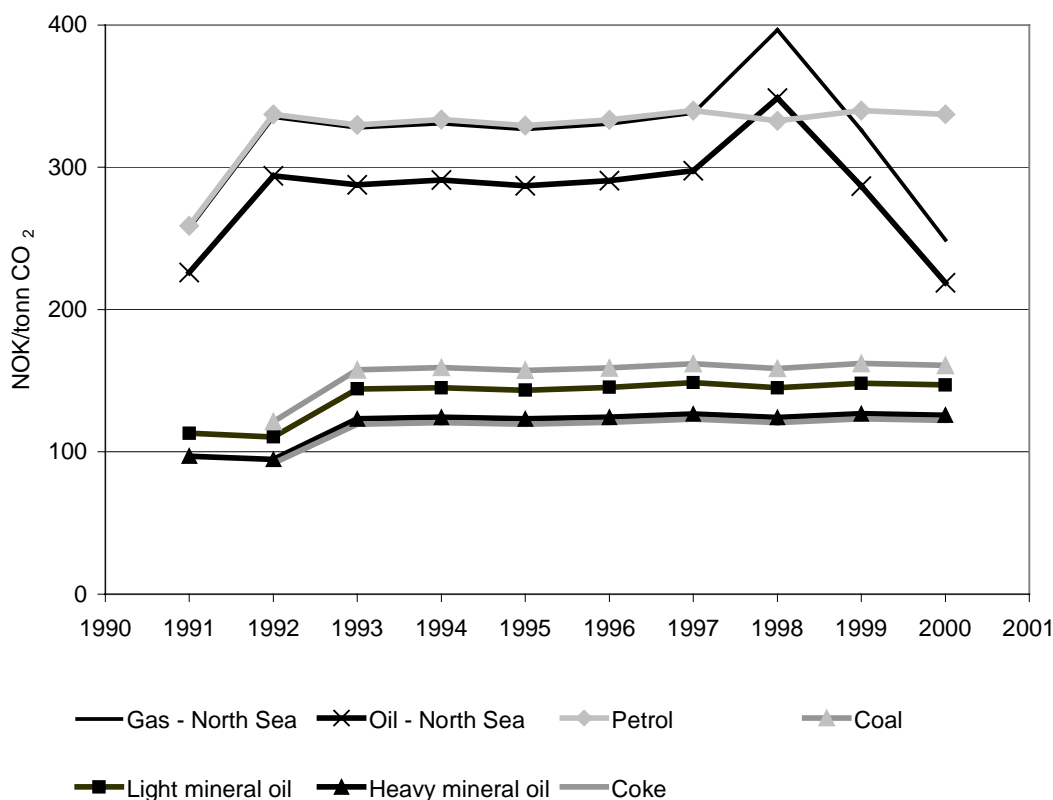 400
300
200
100
0
NOK/tonn CO 2
1990 1991 1992 1993 1994 1995 1996 1997 1998 1999 2000 2001
Gas - North Sea Oil - North Sea Petrol Coal
Light mineral oil Heavy mineral oil Coke